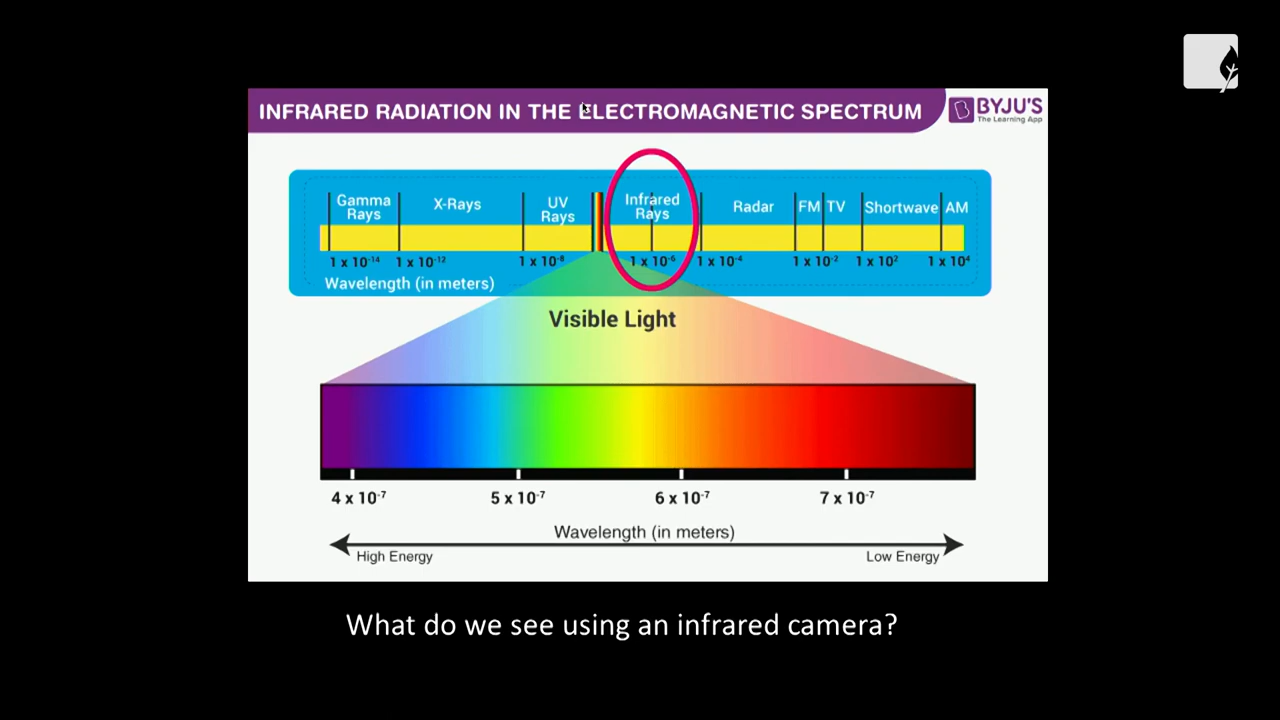 INFRARED RADIATION IN THE ELECTROMAGNETIC SPECTRUM
BYJU'S
The Learning App
Gamma Rays
X-Rays
UV Rays
Infrared Rays
Radar
FM
TV
Shortwave
AM
1 x 10⁻¹⁴
1 x 10⁻¹²
1 x 10⁻⁸
1 x 10⁻⁶
1 x 10⁻⁴
1 x 10⁻²
1 x 10²
1 x 10⁴
Wavelength (in meters)
Visible Light
4 x 10⁻⁷
5 x 10⁻⁷
6 x 10⁻⁷
7 x 10⁻⁷
Wavelength (in meters)
High Energy
Low Energy
What do we see using an infrared camera?